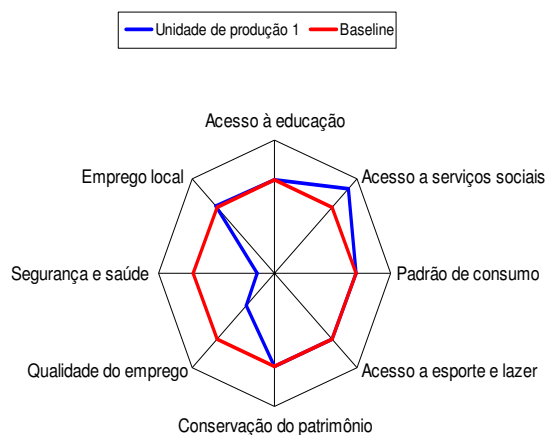 Unidade de produção 1 Baseline
Acesso à educação
Emprego local Acesso a serviços sociais
Segurança e saúde Padrão de consumo
Qualidade do emprego Acesso a esporte e lazer
Conservação do patrimônio